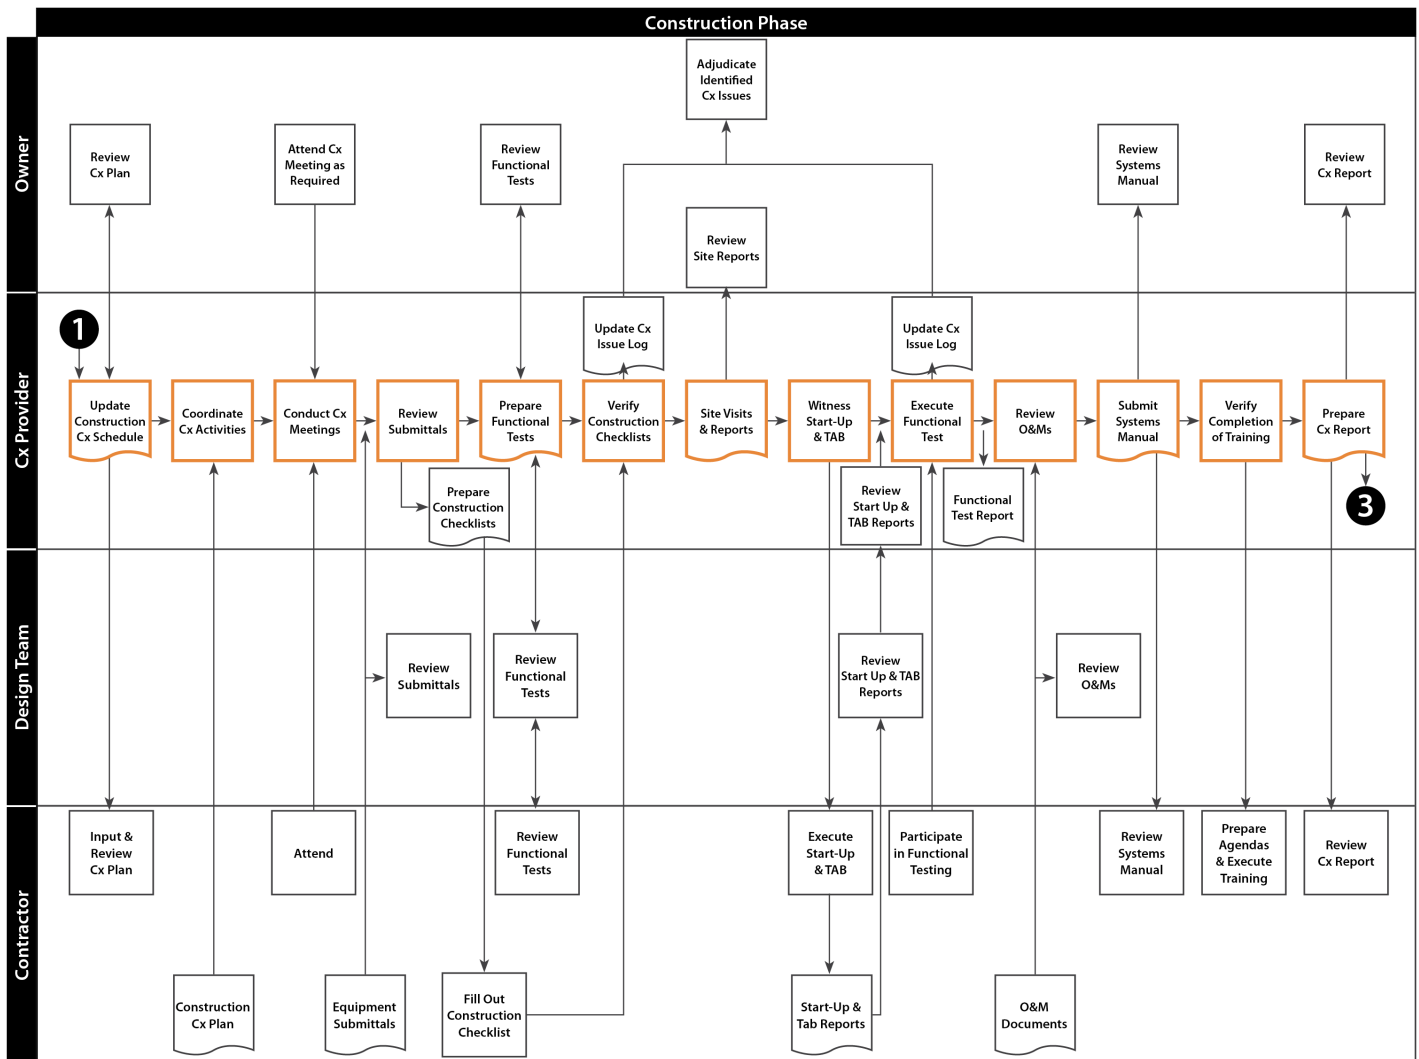 Construction Phase
Owner
Adjudicate
Identified
Cx Issues
Review
Cx Plan
Attend Cx
Meeting as
Required
Review
Functional
Tests
Review
Site Reports
Review
Systems
Manual
Review
Cx Report
Cx Provider
1
Update Cx
Issue Log
Update Cx
Issue Log
Update
Construction
Cx Schedule
Coordinate
Cx Activities
Conduct Cx
Meetings
Review
Submittals
Prepare
Functional
Tests
Verify
Construction
Checklists
Site Visits
& Reports
Witness
Start-Up
& TAB
Execute
Functional
Test
Review
O&Ms
Submit
Systems
Manual
Verify
Completion
of Training
Prepare
Cx Report
Prepare
Construction
Checklists
Review
Start Up &
TAB Reports
Functional
Test Report
3
Design Team
Review
Submittals
Review
Functional
Tests
Review
Start Up & TAB
Reports
Review
O&Ms
Contractor
Input &
Review
Cx Plan
Attend
Review
Functional
Tests
Execute
Start-Up
& TAB
Participate
in Functional
Testing
Review
Systems
Manual
Prepare
Agendas
& Execute
Training
Review
Cx Report
Construction
Cx Plan
Equipment
Submittals
Fill Out
Construction
Checklist
Start-Up &
Tab Reports
O&M
Documents